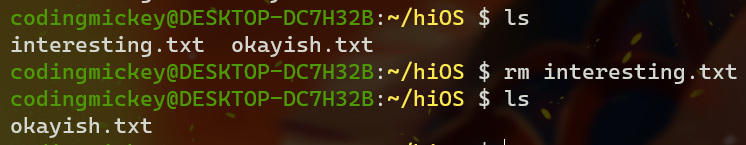 codingmickey@DESKTOP-DC7H32B:~/hiOS $ ls
interesting.txt  okayish.txt
codingmickey@DESKTOP-DC7H32B:~/hiOS $ rm interesting.txt
codingmickey@DESKTOP-DC7H32B:~/hiOS $ ls
okayish.txt